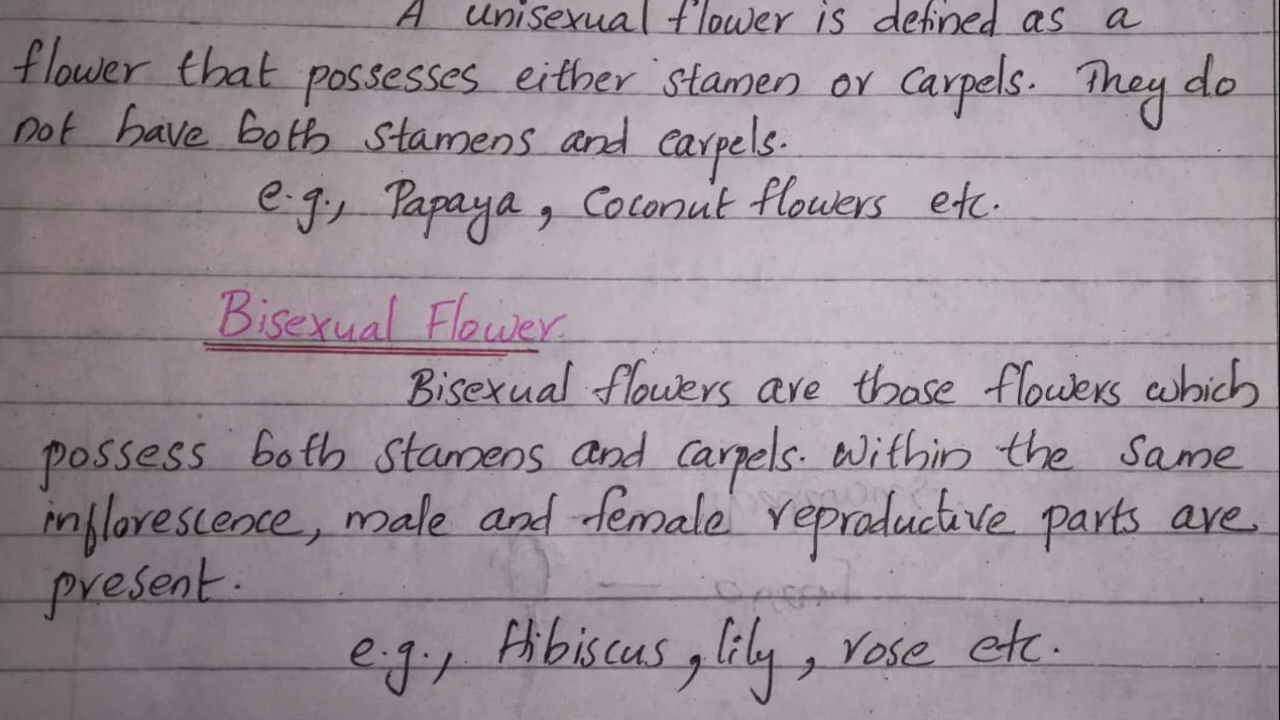 A unisexual flower is defined as a
flower that possesses either stamen or carpels. They do
not have both stamens and carpels.
e.g., Papaya, Coconut flowers etc.
Bisexual Flower.
Bisexual flowers are those flowers which
possess both stamens and carpels. Within the same
inflorescence, male and female reproductive parts are
present.
e.g., Hibiscus, lily, rose etc.